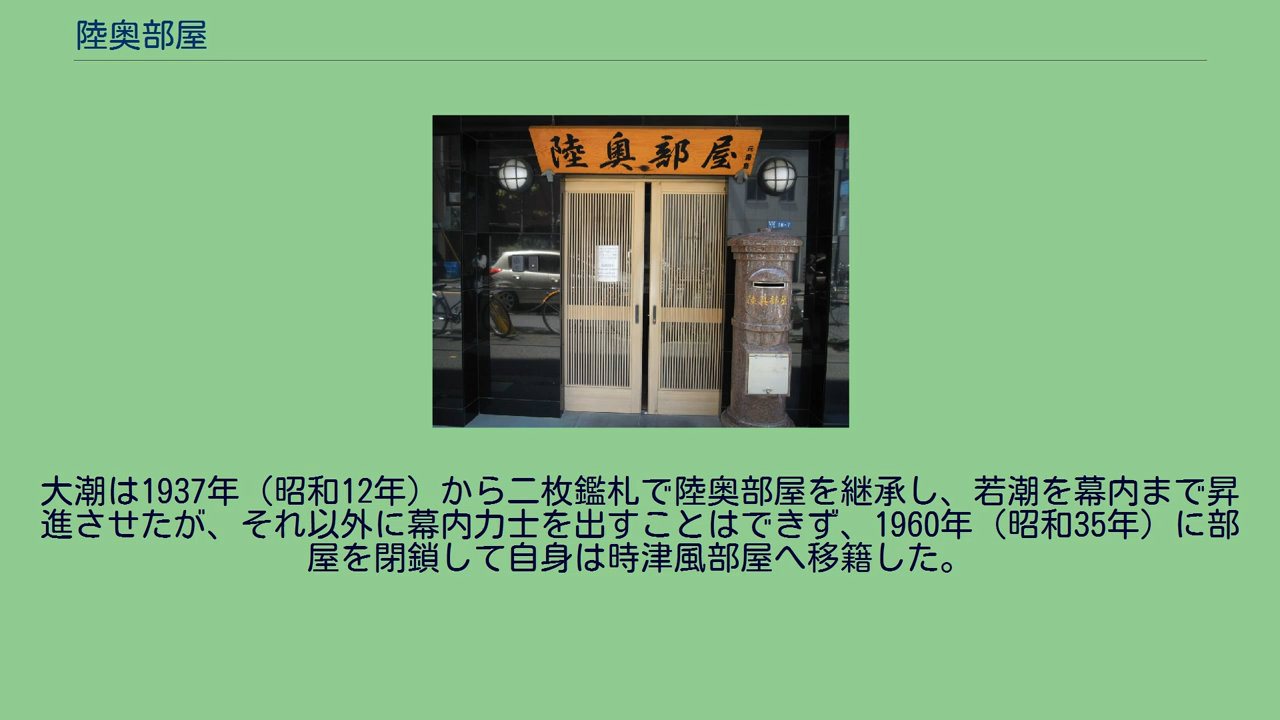 陸奥部屋
陸奥部屋
陸奥部屋
大潮は1937年（昭和12年）から二枚鑑札で陸奥部屋を継承し、若潮を幕内まで昇
進させたが、それ以外に幕内力士を出すことはできず、1960年（昭和35年）に部
屋を閉鎖して自身は時津風部屋へ移籍した。